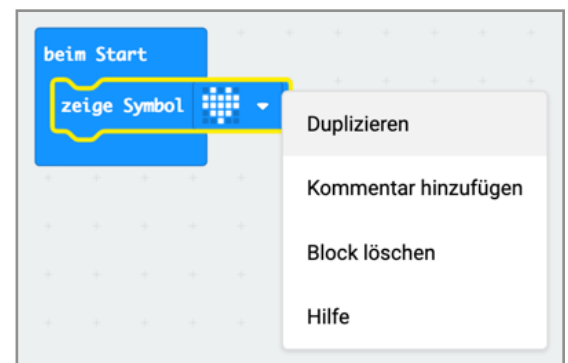 beim Start
zeige Symbol
Duplizieren
Kommentar hinzufügen
Block löschen
Hilfe